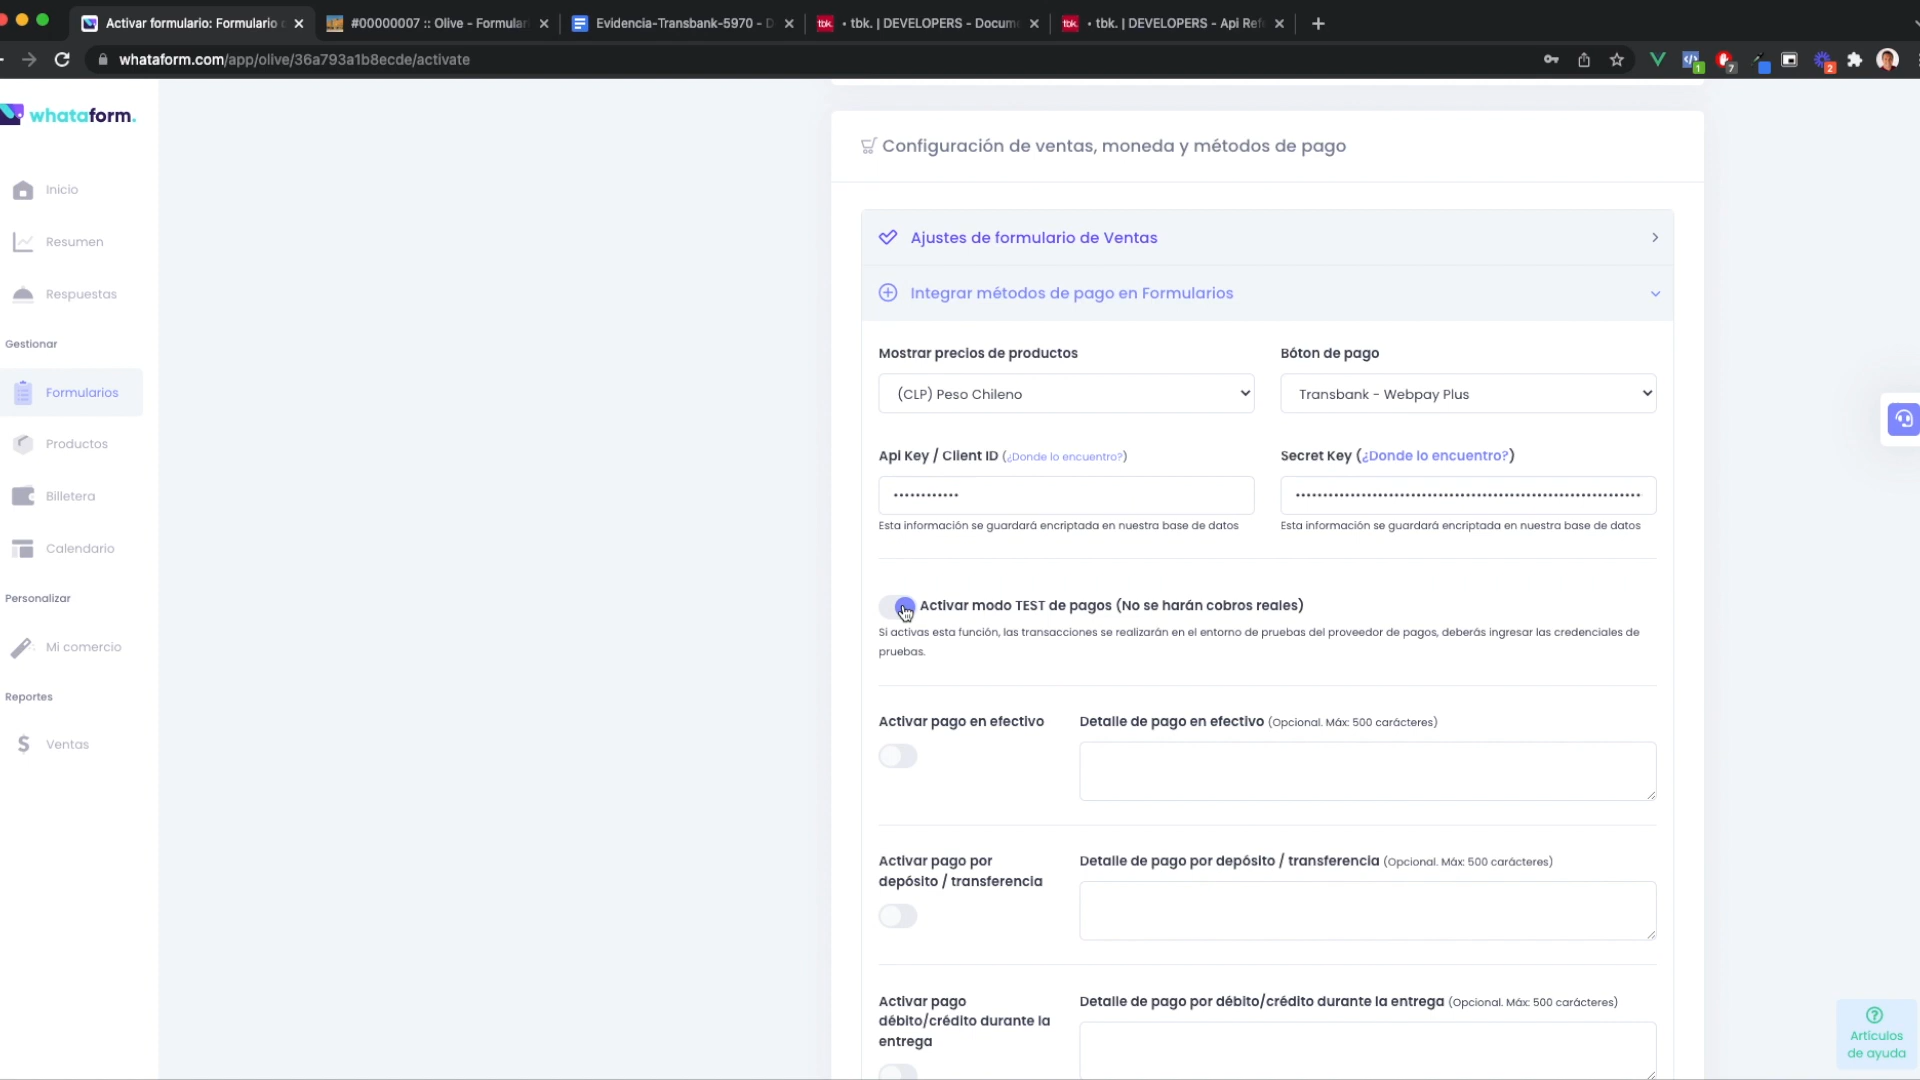 Activar formulario: Formulario
#00000007 :: Olive - Formular
Evidencia-Transbank-5970 - D
tbk. • tbk. | DEVELOPERS - Docum
tbk. • tbk. | DEVELOPERS - Api Ref
whataform.com/app/olive/36a793a1b8ecde/activate
1
7
2
whataform.
Inicio
Resumen
Respuestas
Gestionar
Formularios
Productos
Billetera
Calendario
Personalizar
Mi comercio
Reportes
Ventas
Configuración de ventas, moneda y métodos de pago
Ajustes de formulario de Ventas
Integrar métodos de pago en Formularios
Mostrar precios de productos
Bóton de pago
(CLP) Peso Chileno
Transbank - Webpay Plus
Api Key / Client ID (¿Donde lo encuentro?)
Secret Key (¿Donde lo encuentro?)
Esta información se guardará encriptada en nuestra base de datos
Esta información se guardará encriptada en nuestra base de datos
Activar modo TEST de pagos (No se harán cobros reales)
Si activas esta función, las transacciones se realizarán en el entorno de pruebas del proveedor de pagos, deberás ingresar las credenciales de
pruebas.
Activar pago en efectivo
Detalle de pago en efectivo (Opcional. Máx: 500 carácteres)
Activar pago por
depósito / transferencia
Detalle de pago por depósito / transferencia (Opcional. Máx: 500 carácteres)
Activar pago
débito/crédito durante la
entrega
Detalle de pago por débito/crédito durante la entrega (Opcional. Máx: 500 carácteres)
Artículos
de ayuda